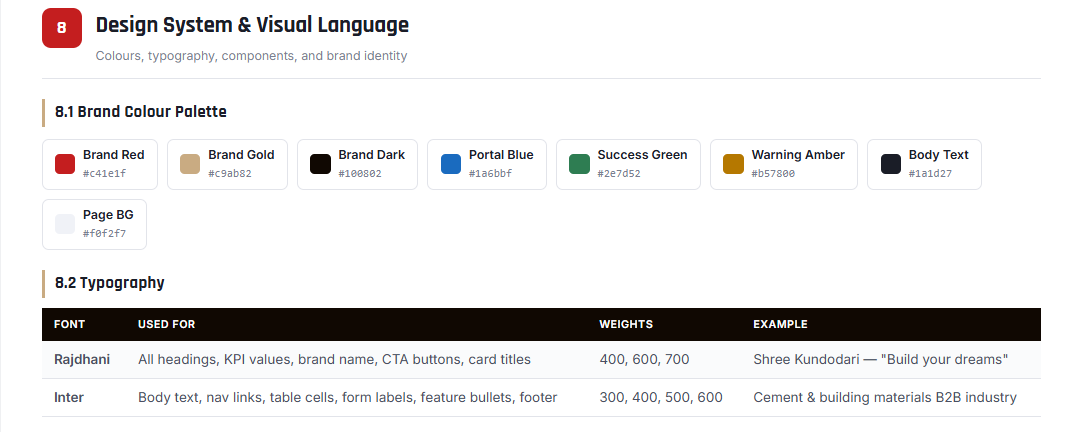 8
Design System & Visual Language
Colours, typography, components, and brand identity
8.1 Brand Colour Palette
Brand Red
#c41e1f
Brand Gold
#c9ab82
Brand Dark
#100802
Portal Blue
#1a6bbf
Success Green
#2e7d52
Warning Amber
#b57800
Body Text
#1a1d27
Page BG
#f0f2f7
8.2 Typography
FONT USED FOR WEIGHTS EXAMPLE
Rajdhani All headings, KPI values, brand name, CTA buttons, card titles 400, 600, 700 Shree Kundodari — "Build your dreams"
Inter Body text, nav links, table cells, form labels, feature bullets, footer 300, 400, 500, 600 Cement & building materials B2B industry